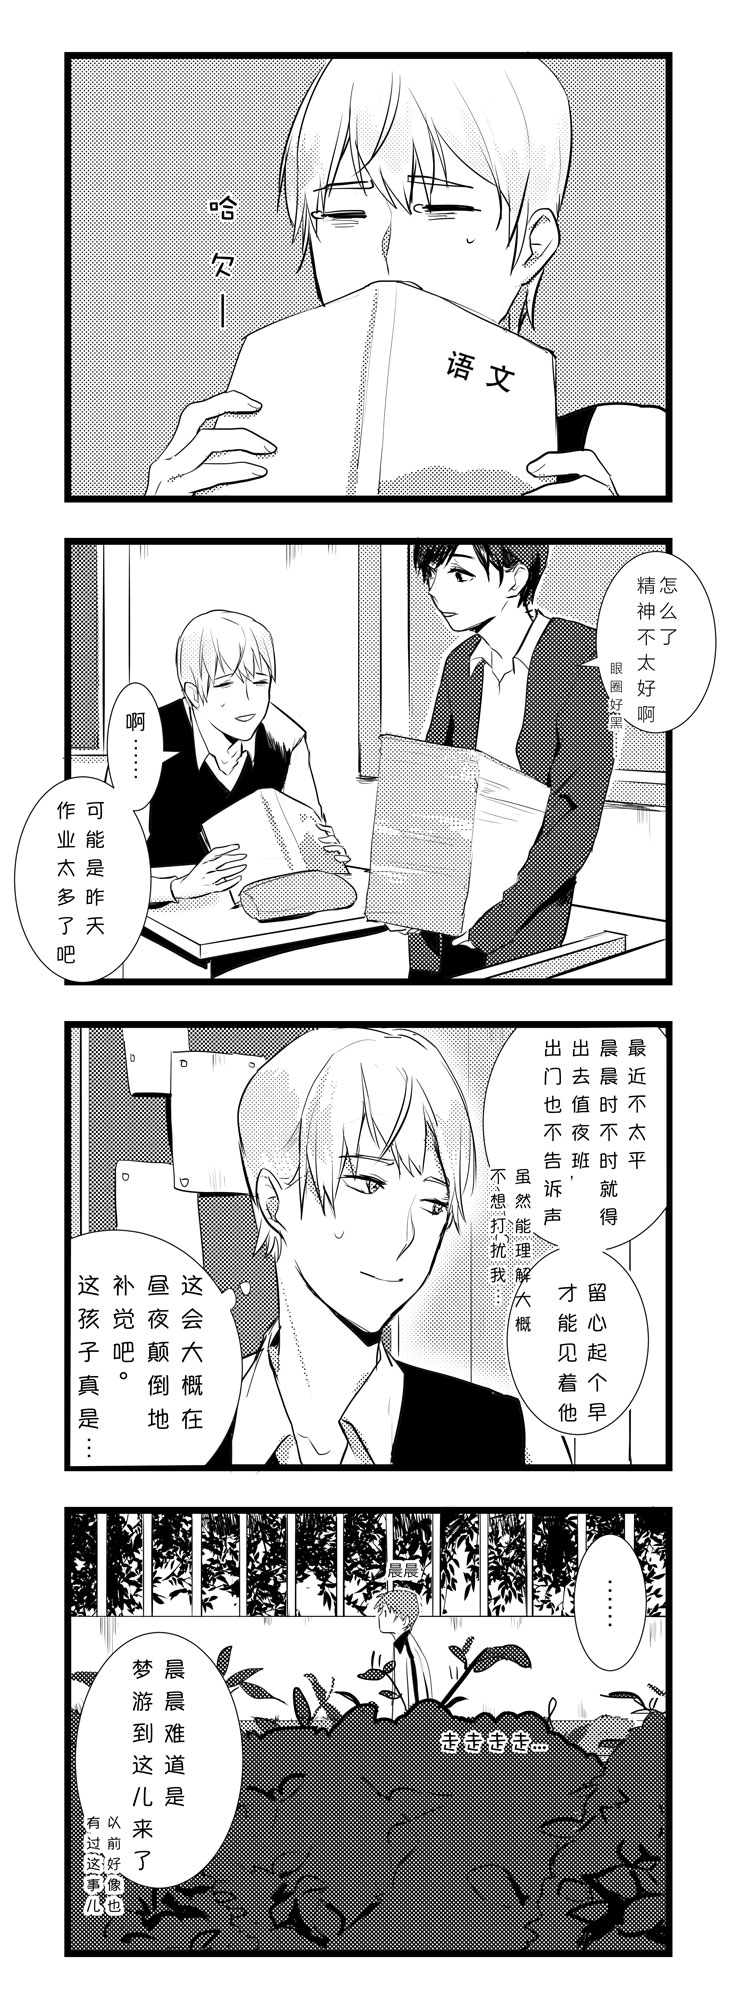 哈
欠
ー
语文
怎么了
精神不太好啊
眼圈好黑
啊……
可能是昨天
作业太多了吧
最近不太平
晨晨时不时就得
出去值夜班，
出门也不告诉声
虽然能理解大概
不想打扰我…
留心起个早
才能见着他
这会大概在
昼夜颠倒地
补觉吧。
这孩子真是…
……
晨晨
走走走走…
晨晨难道是
梦游到这儿来了
以前好像也
有过这事儿